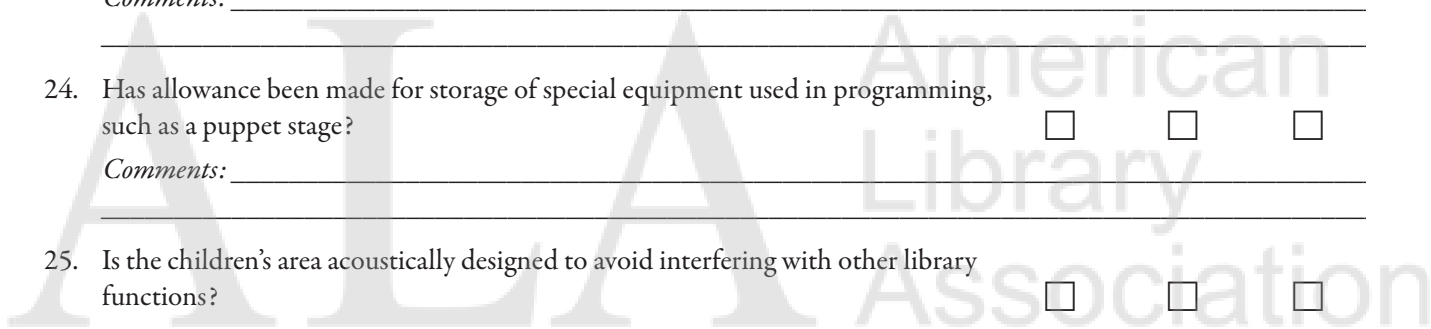 Comments:
24. Has allowance been made for storage of special equipment used in programming,
such as a puppet stage?
Comments:
25. Is the children’s area acoustically designed to avoid interfering with other library
functions?
ALA American
Library
Association